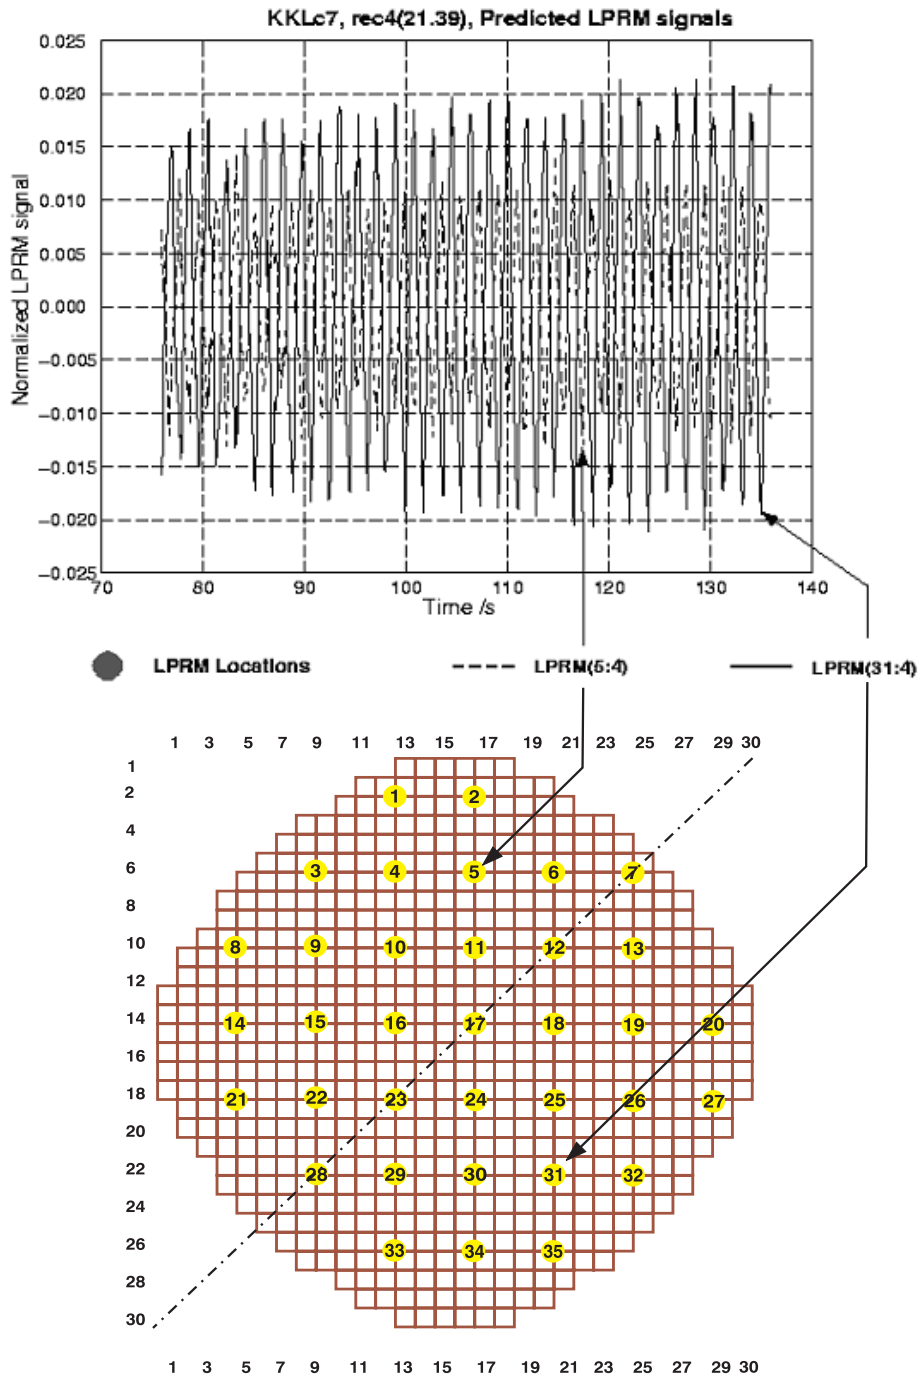 KKLc7, rec4(21.39), Predicted LPRM signals
0.025
0.020
0.015
0.010
0.005
0.000
−0.005
−0.010
−0.015
−0.020
−0.025
Normalized LPRM signal
70 80 90 100 110 120 130 140
Time /s
LPRM Locations LPRM(5:4) LPRM(31:4)
1 3 5 7 9 11 13 15 17 19 21 23 25 27 29 30
1
2
1 2
4
6
3 4 5 6 7
8
10
8 9 10 11 12 13
12
14
14 15 16 17 18 19 20
16
18
21 22 23 24 25 26 27
20
22
28 29 30 31 32
24
26
33 34 35
28
30
1 3 5 7 9 11 13 15 17 19 21 23 25 27 29 30